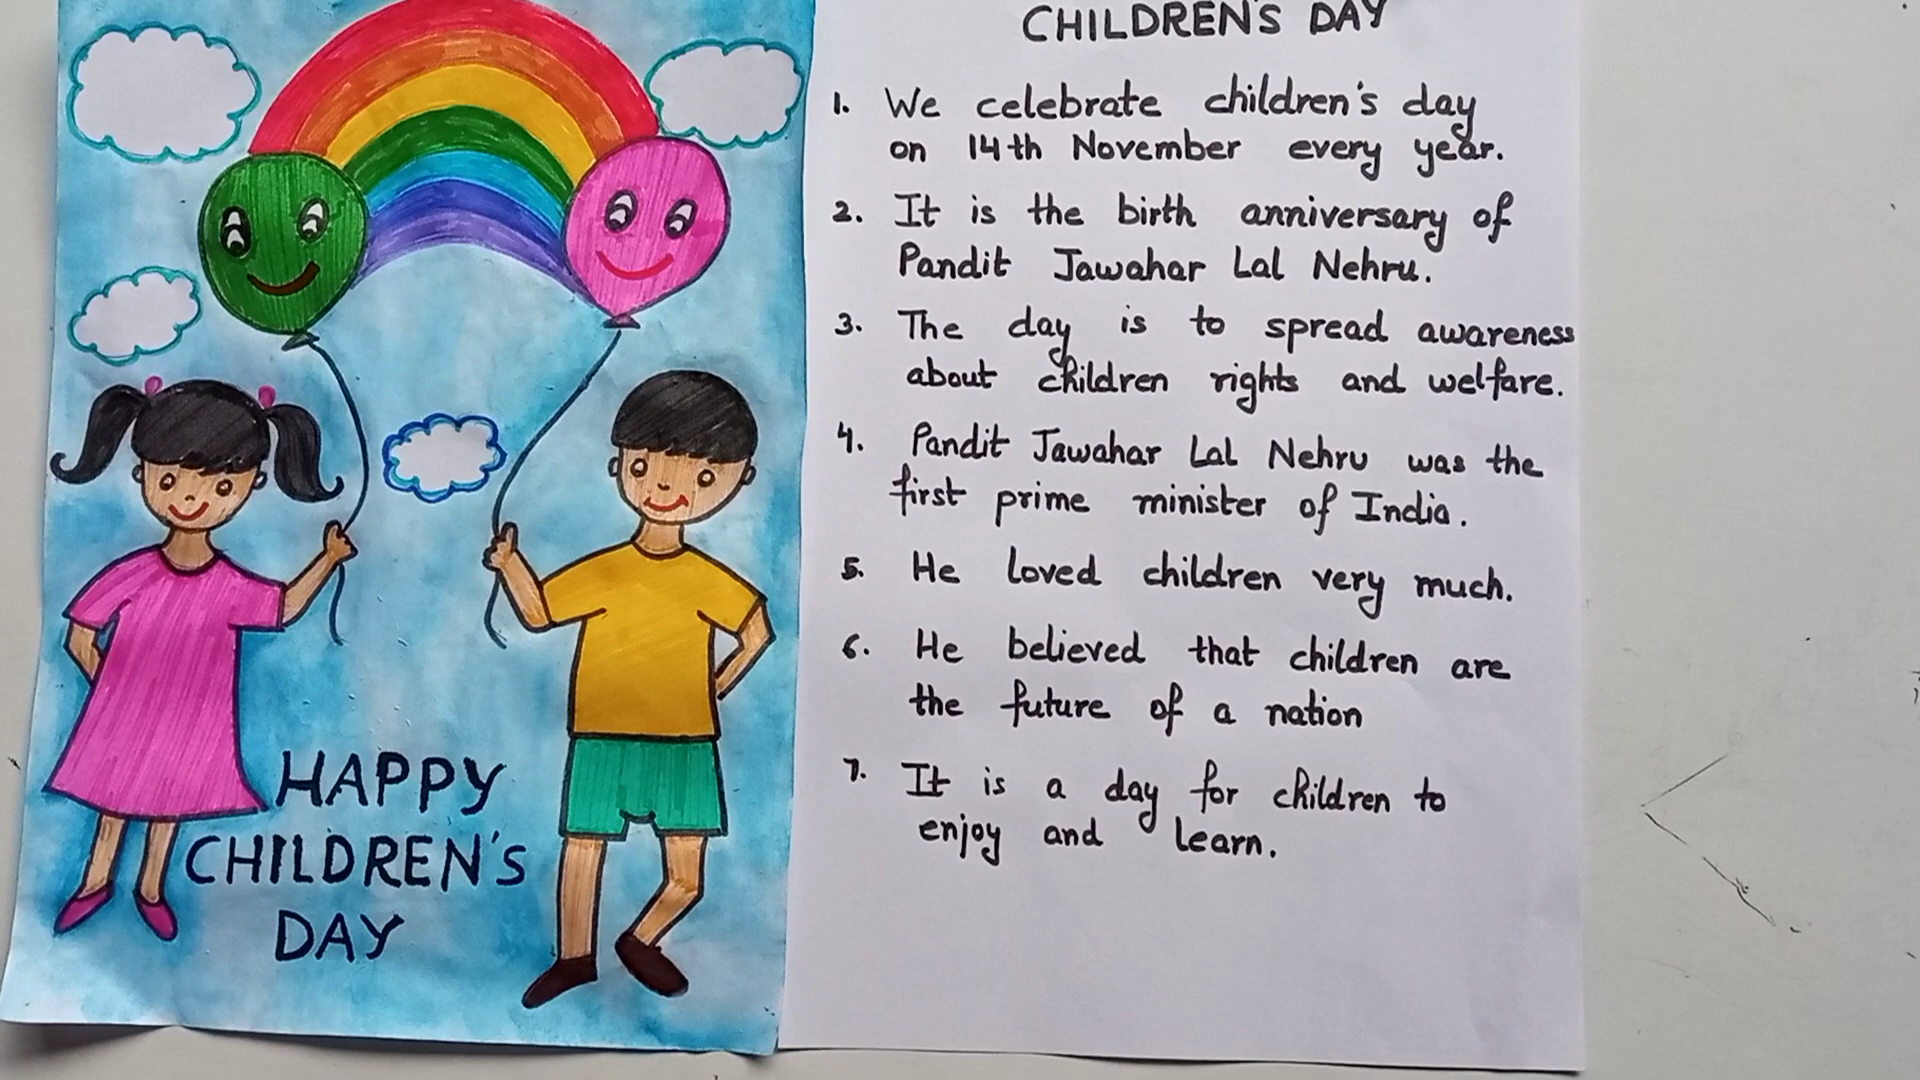 HAPPY
CHILDREN'S
DAY
CHILDREN'S DAY
1. We celebrate children's day
on 14th November every year.
2. It is the birth anniversary of
Pandit Jawahar Lal Nehru.
3. The day is to spread awareness
about children rights and welfare.
4. Pandit Jawahar Lal Nehru was the
first prime minister of India.
5. He loved children very much.
6. He believed that children are
the future of a nation
7. It is a day for children to
enjoy and learn.